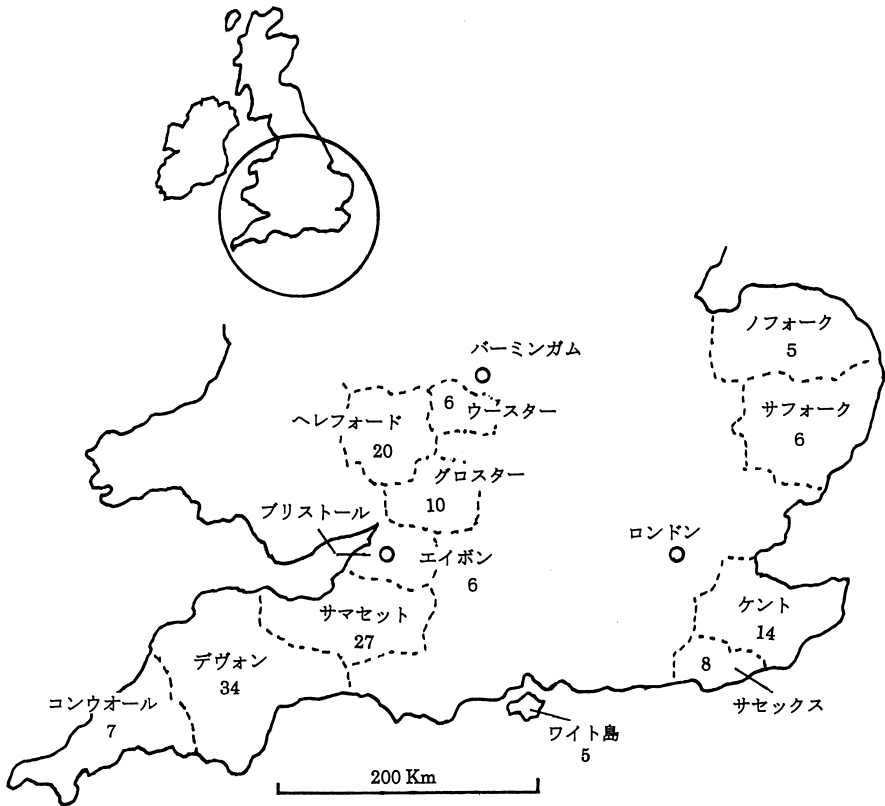 ノフォーク
5
バーミンガム
ヘレフォード
20
6
ウースター
サフォーク
6
グロスター
10
ブリストール
エイボン
6
ロンドン
サマセット
27
ケント
14
デヴォン
34
8
サセックス
コンウオール
7
ワイト島
5
200 Km